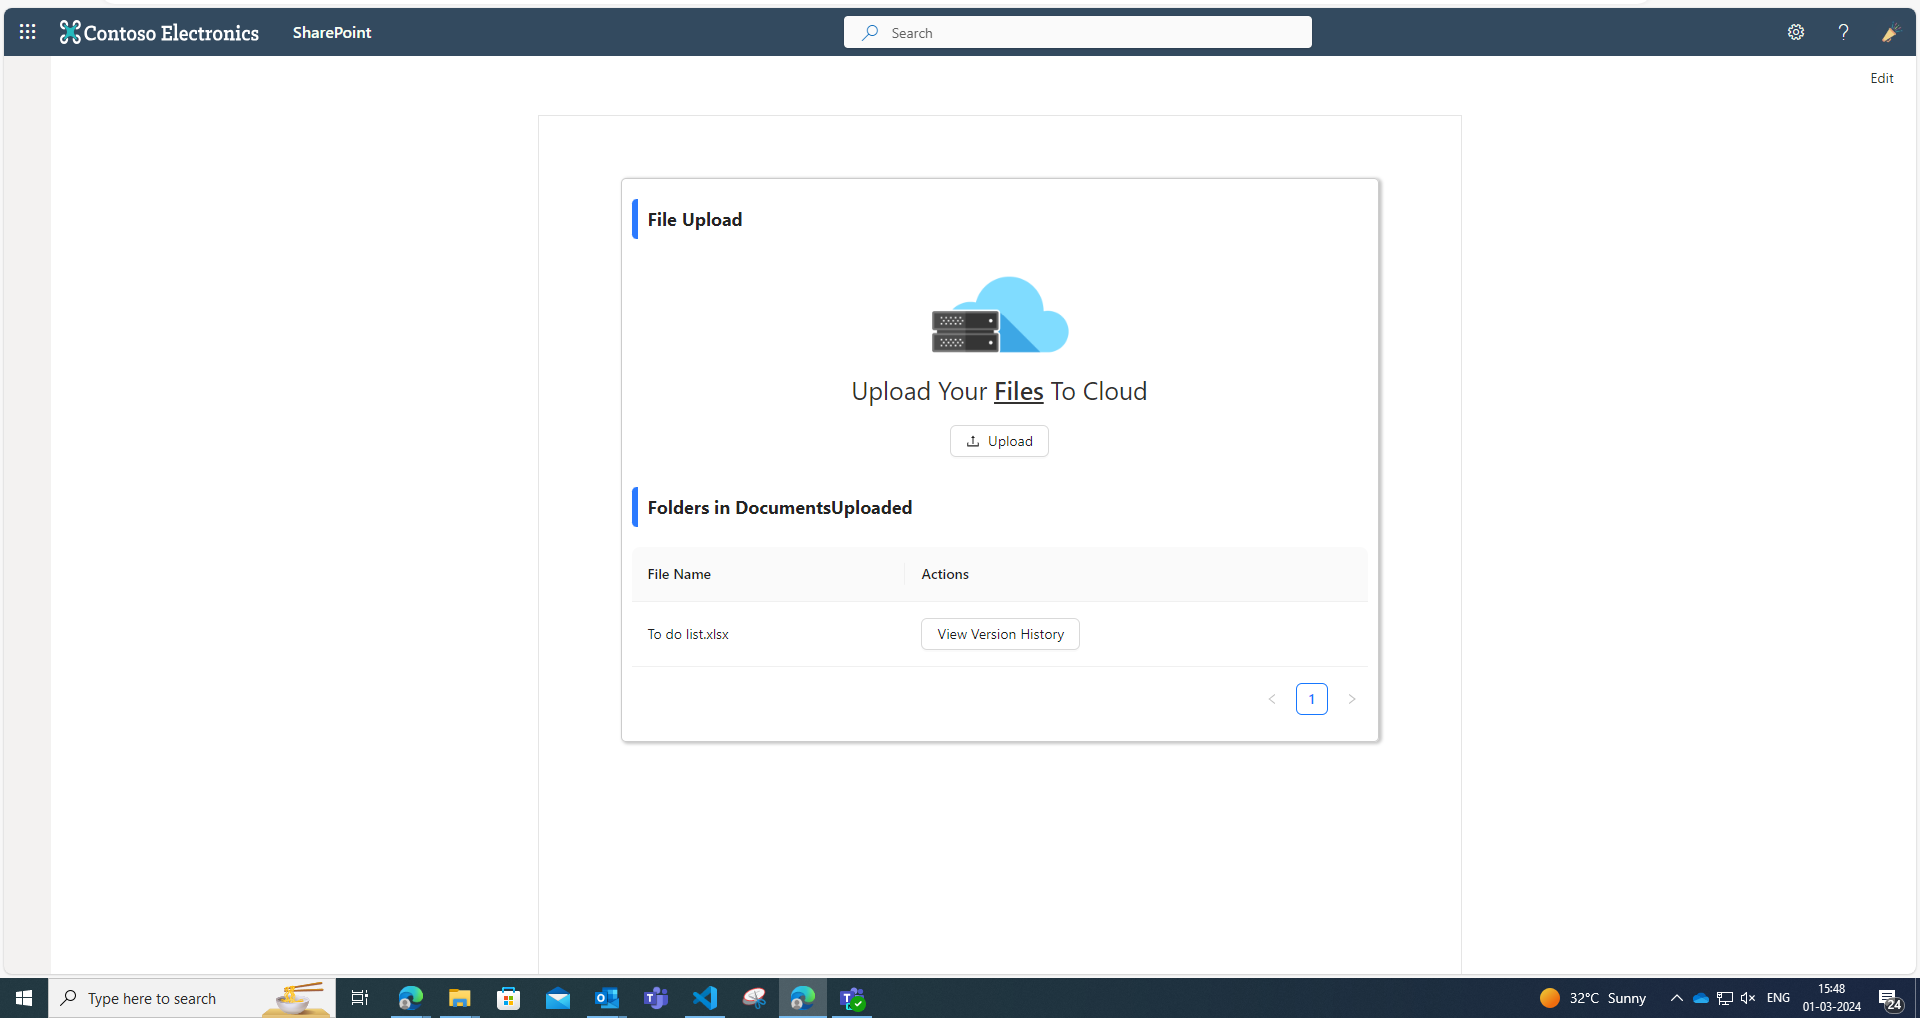 Contoso Electronics SharePoint Search
Edit
File Upload
Upload Your Files To Cloud
Upload
Folders in DocumentsUploaded
File Name Actions
To do list.xlsx View Version History
1
Type here to search
32°C Sunny
ENG
15:48
01-03-2024
24